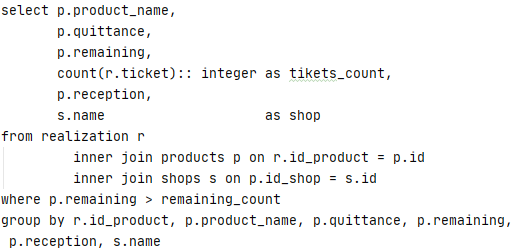 select p.product_name,
p.quittance,
p.remaining,
count(r.ticket):: integer as tikets_count,
p.reception,
s.name as shop
from realization r
inner join products p on r.id_product = p.id
inner join shops s on p.id_shop = s.id
where p.remaining > remaining_count
group by r.id_product, p.product_name, p.quittance, p.remaining,
p.reception, s.name